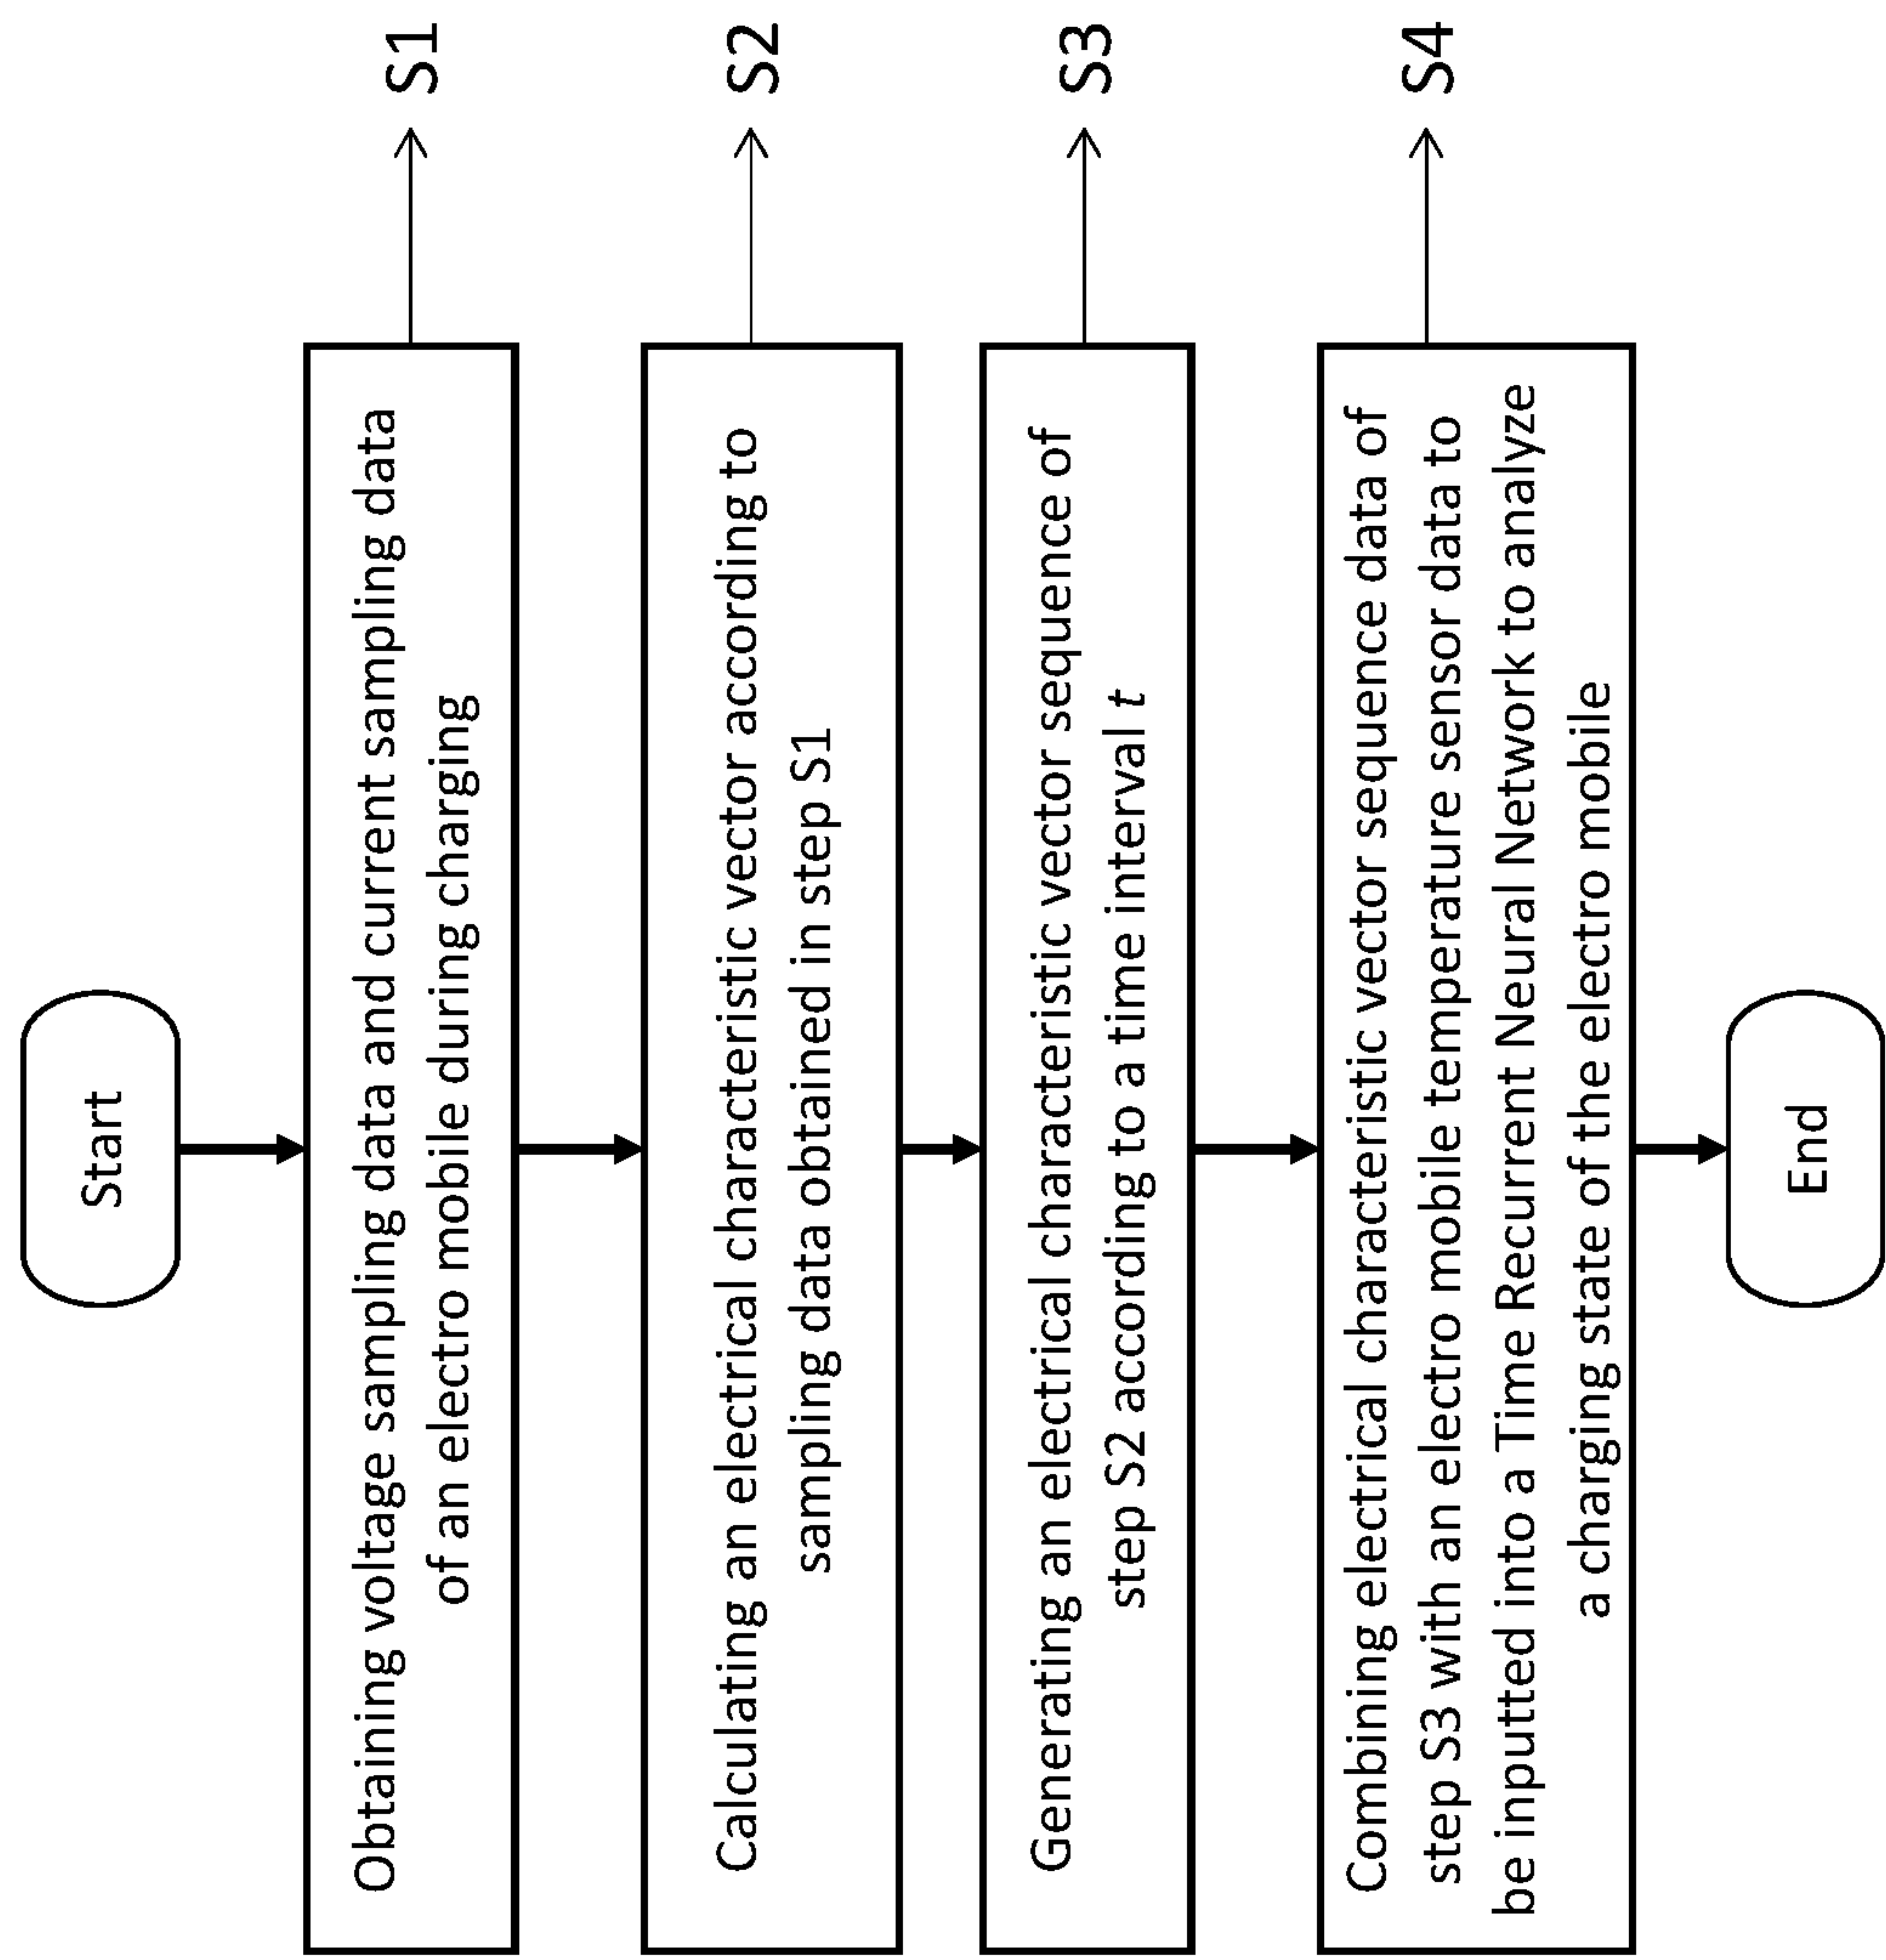 Start
Obtaining voltage sampling data and current sampling data
of an electro mobile during charging
S1
Calculating an electrical characteristic vector according to
sampling data obtained in step S1
S2
Generating an electrical characteristic vector sequence of
step S2 according to a time interval t
S3
Combining electrical characteristic vector sequence data of
step S3 with an electro mobile temperature sensor data to
be inputted into a Time Recurrent Neural Network to analyze
a charging state of the electro mobile
S4
End